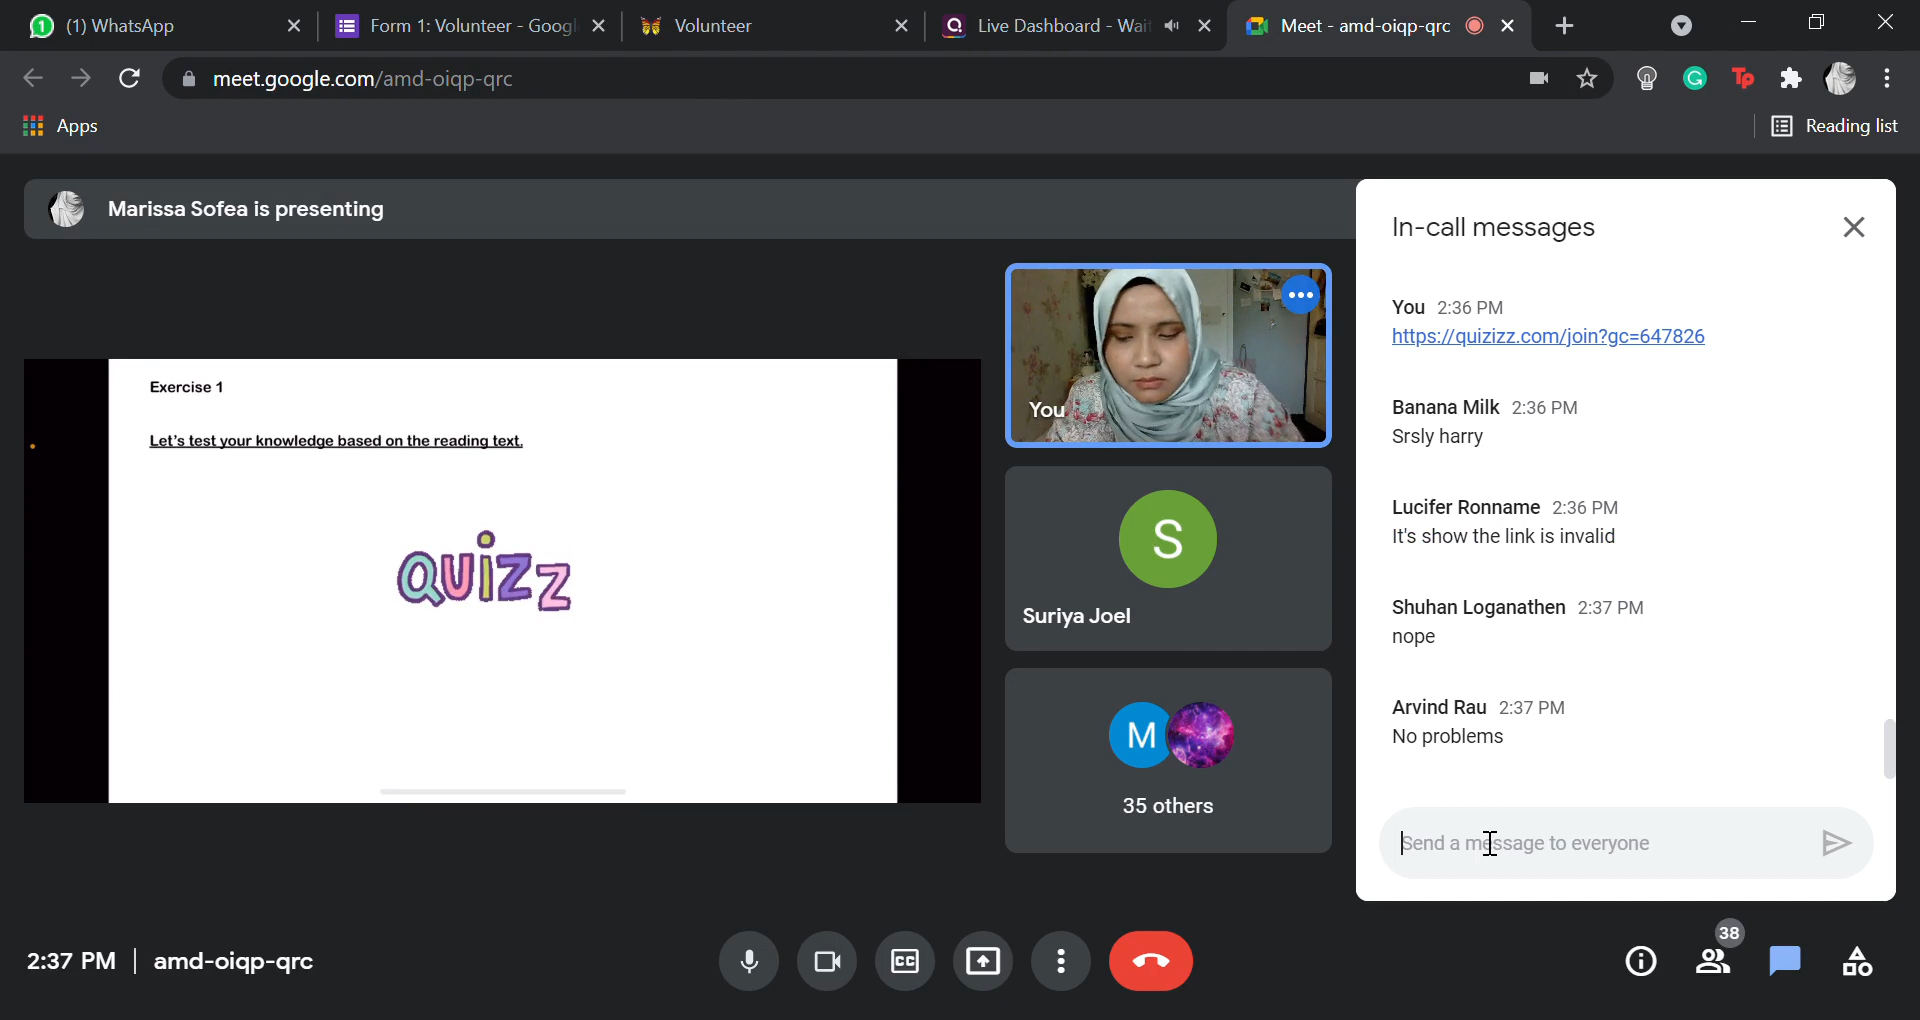 (1) WhatsApp
Form 1: Volunteer - Googl
Volunteer
Live Dashboard - Wai
Meet - amd-oiqp-qrc
meet.google.com/amd-oiqp-qrc
Apps
Reading list
Marissa Sofea is presenting
Exercise 1
Let's test your knowledge based on the reading text.
QUIZZ
You
S
Suriya Joel
M
35 others
In-call messages
You 2:36 PM
https://quizizz.com/join?gc=647826
Banana Milk 2:36 PM
Srsly harry
Lucifer Ronname 2:36 PM
It's show the link is invalid
Shuhan Loganathen 2:37 PM
nope
Arvind Rau 2:37 PM
No problems
Send a message to everyone
2:37 PM | amd-oiqp-qrc
CC
38